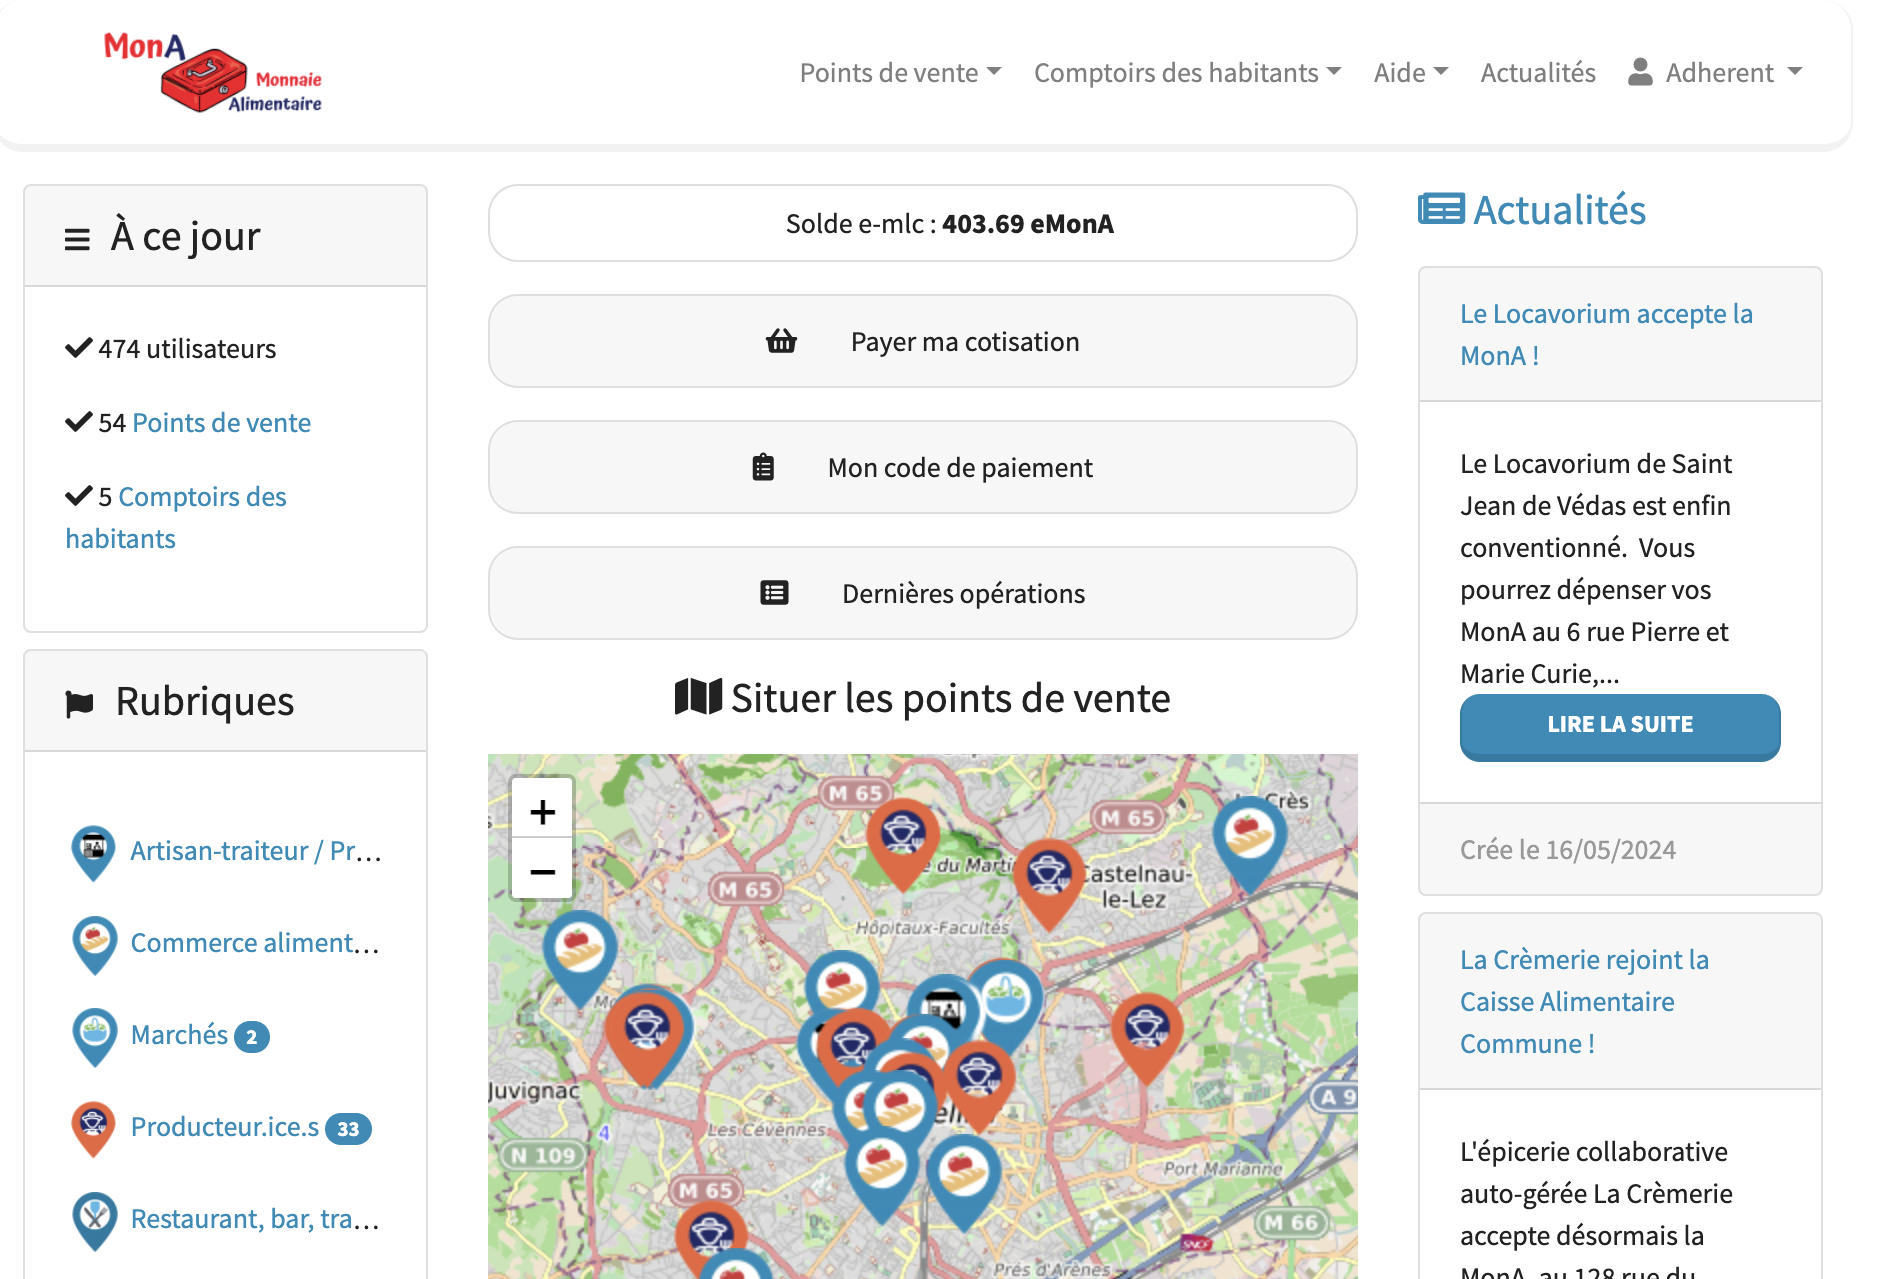 MonA
Monnaie
Alimentaire
Points de vente
Comptoirs des habitants
Aide
Actualités
Adherent
À ce jour
474 utilisateurs
54 Points de vente
5 Comptoirs des
habitants
Rubriques
Artisan-traiteur / Pr...
Commerce aliment...
Marchés 2
Producteur.ice.s 33
Restaurant, bar, tra...
Solde e-mlc : 403.69 eMonA
Payer ma cotisation
Mon code de paiement
Dernières opérations
Situer les points de vente
+
−
M 65
M 65
Crès
du Marti
Castelnau-
le-Lez
M 65
Hôpitaux-Facultés
Juvignac
A 9
Les Cévennes
4
N 109
Port Marianne
M 65
M 66
SNCF
Prés d'Arènes
Actualités
Le Locavorium accepte la
MonA !
Le Locavorium de Saint
Jean de Védas est enfin
conventionné.  Vous
pourrez dépenser vos
MonA au 6 rue Pierre et
Marie Curie,...
LIRE LA SUITE
Crée le 16/05/2024
La Crèmerie rejoint la
Caisse Alimentaire
Commune !
L'épicerie collaborative
auto-gérée La Crèmerie
accepte désormais la
MonA, au 128 rue du